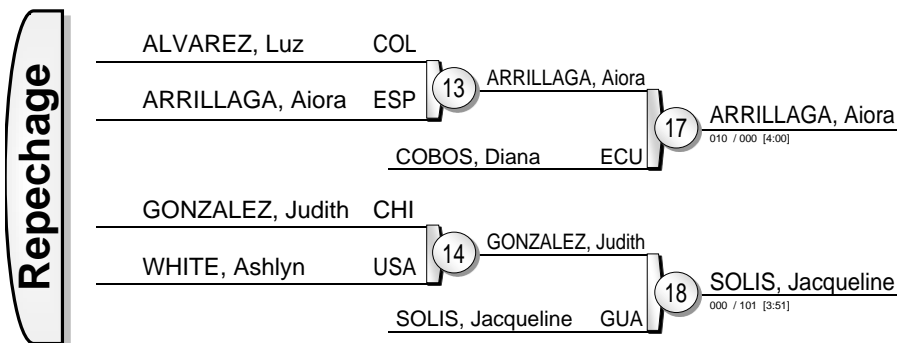 Repechage
ALVAREZ, Luz COL
ARRILLAGA, Aiora ESP
13
ARRILLAGA, Aiora
COBOS, Diana ECU
17
ARRILLAGA, Aiora
010 / 000 [4:00]
GONZALEZ, Judith CHI
WHITE, Ashlyn USA
14
GONZALEZ, Judith
SOLIS, Jacqueline GUA
18
SOLIS, Jacqueline
000 / 101 [3:51]